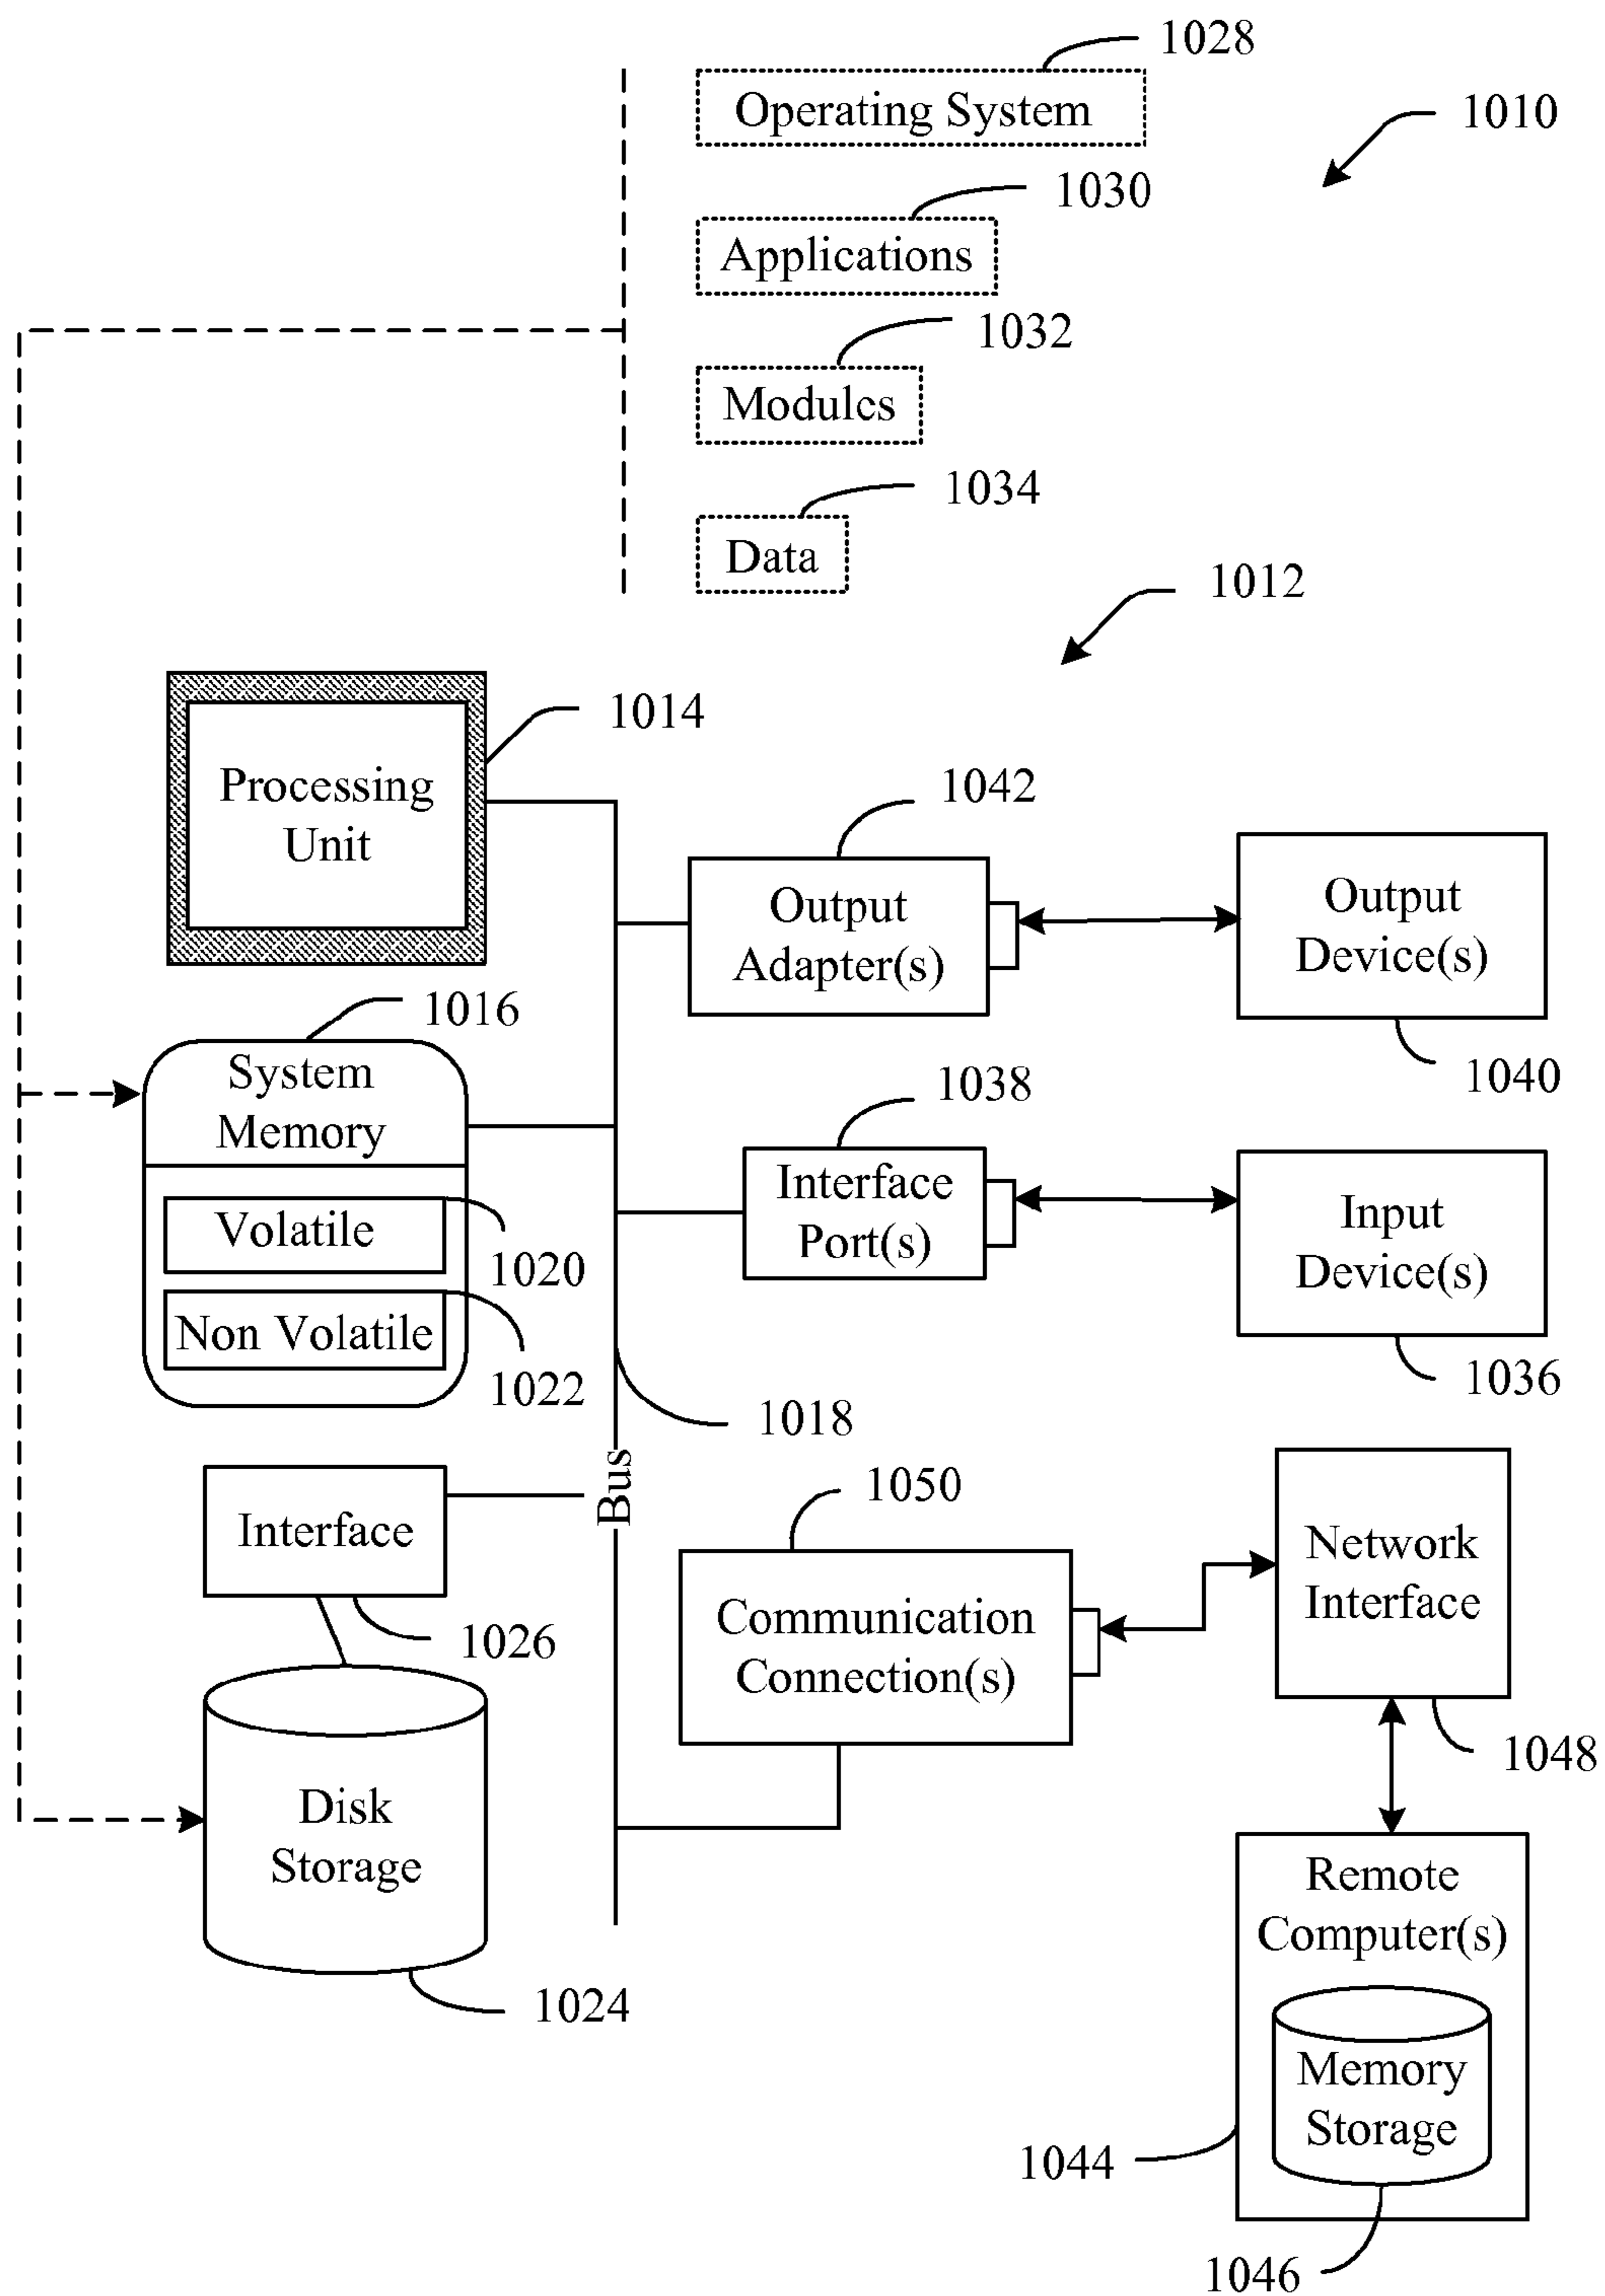 1028
Operating System
1010
1030
Applications
1032
Modules
1034
Data
1012
1014
Processing
Unit
1042
Output
Adapter(s)
Output
Device(s)
1040
1016
System
Memory
Volatile
1020
Non Volatile
1022
1038
Interface
Port(s)
Input
Device(s)
1036
1018
Bus
Interface
1026
1050
Communication
Connection(s)
Network
Interface
1048
Disk
Storage
1024
Remote
Computer(s)
Memory
Storage
1044
1046